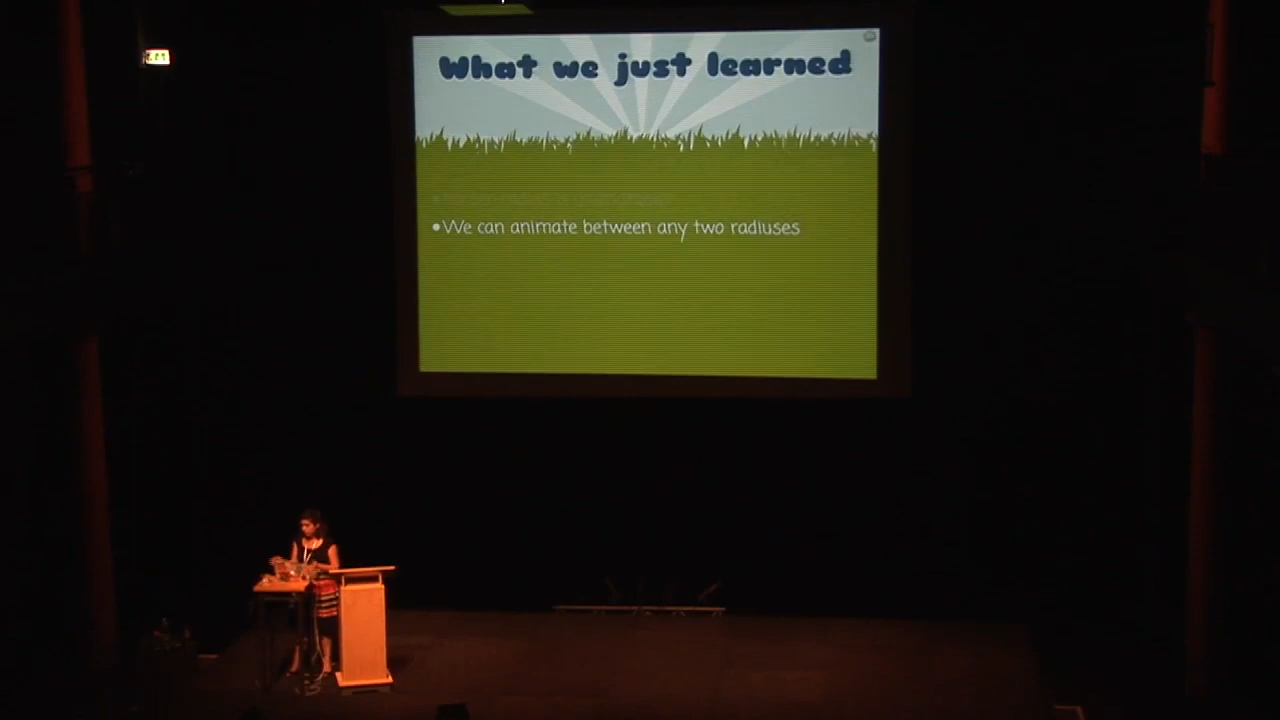 What we just learned
•We can animate between any two radiuses